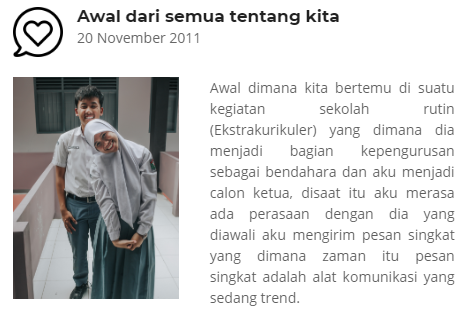 Awal dari semua tentang kita
20 November 2011
Awal dimana kita bertemu di suatu
kegiatan sekolah rutin
(Ekstrakurikuler) yang dimana dia
menjadi bagian kepengurusan
sebagai bendahara dan aku menjadi
calon ketua, disaat itu aku merasa
ada perasaan dengan dia yang
diawali aku mengirim pesan singkat
yang dimana zaman itu pesan
singkat adalah alat komunikasi yang
sedang trend.